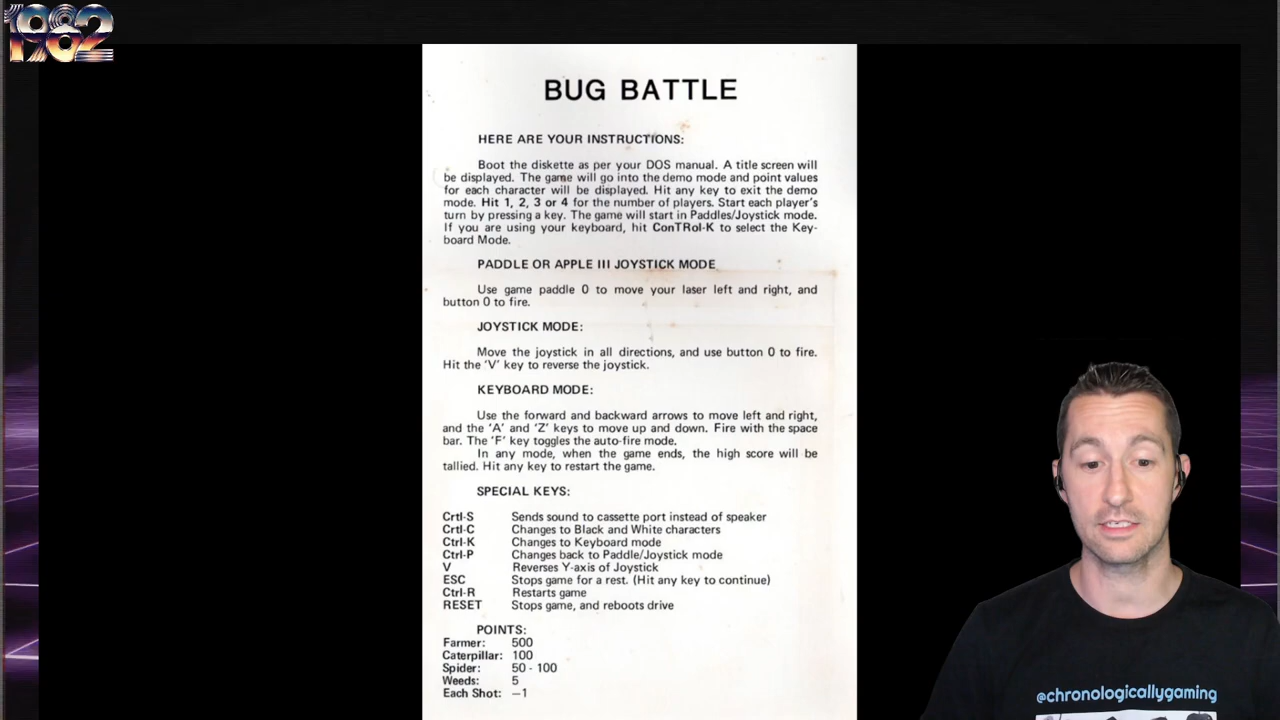 1982
BUG BATTLE
HERE ARE YOUR INSTRUCTIONS:
Boot the diskette as per your DOS manual. A title screen will
be displayed. The game will go into the demo mode and point values
for each character will be displayed. Hit any key to exit the demo
mode. Hit 1, 2, 3 or 4 for the number of players. Start each player's
turn by pressing a key. The game will start in Paddles/Joystick mode.
If you are using your keyboard, hit ConTRol-K to select the Key-
board Mode.
PADDLE OR APPLE III JOYSTICK MODE
Use game paddle 0 to move your laser left and right, and
button 0 to fire.
JOYSTICK MODE:
Move the joystick in all directions, and use button 0 to fire.
Hit the 'V' key to reverse the joystick.
KEYBOARD MODE:
Use the forward and backward arrows to move left and right,
and the 'A' and 'Z' keys to move up and down. Fire with the space
bar. The 'F' key toggles the auto-fire mode.
In any mode, when the game ends, the high score will be
tallied. Hit any key to restart the game.
SPECIAL KEYS:
Crtl-S Sends sound to cassette port instead of speaker
Crtl-C Changes to Black and White characters
Ctrl-K Changes to Keyboard mode
Ctrl-P Changes back to Paddle/Joystick mode
V Reverses Y-axis of Joystick
ESC Stops game for a rest. (Hit any key to continue)
Ctrl-R Restarts game
RESET Stops game, and reboots drive
POINTS:
Farmer: 500
Caterpillar: 100
Spider: 50 - 100
Weeds: 5
Each Shot: −1
@chronologicallygaming